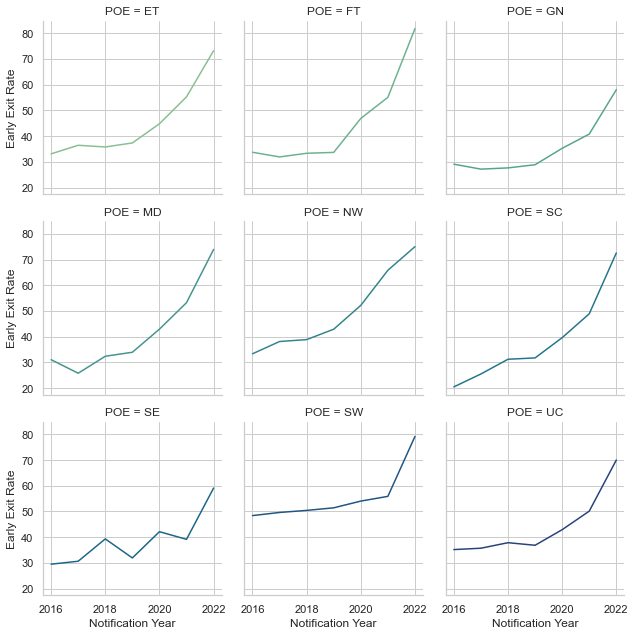 POE = ET
POE = FT
POE = GN
80
70
60
50
40
30
20
Early Exit Rate
POE = MD
POE = NW
POE = SC
80
70
60
50
40
30
20
Early Exit Rate
POE = SE
POE = SW
POE = UC
80
70
60
50
40
30
20
Early Exit Rate
2016 2018 2020 2022
2016 2018 2020 2022
2016 2018 2020 2022
Notification Year
Notification Year
Notification Year